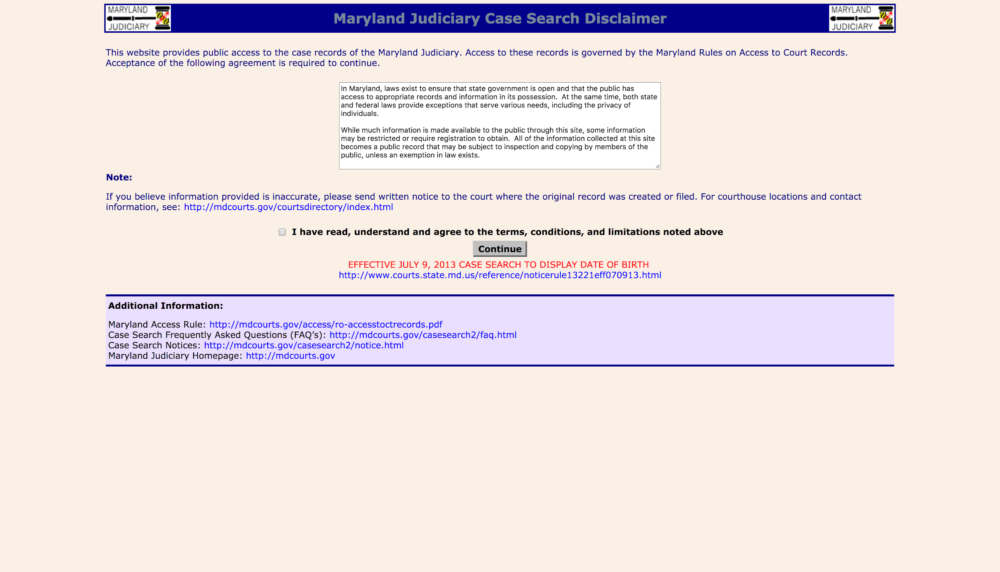 MARYLAND
JUDICIARY
Maryland Judiciary Case Search Disclaimer
MARYLAND
JUDICIARY
This website provides public access to the case records of the Maryland Judiciary. Access to these records is governed by the Maryland Rules on Access to Court Records.
Acceptance of the following agreement is required to continue.
In Maryland, laws exist to ensure that state government is open and that the public has
access to appropriate records and information in its possession.  At the same time, both state
and federal laws provide exceptions that serve various needs, including the privacy of
individuals.
While much information is made available to the public through this site, some information
may be restricted or require registration to obtain.  All of the information collected at this site
becomes a public record that may be subject to inspection and copying by members of the
public, unless an exemption in law exists.
Note:
If you believe information provided is inaccurate, please send written notice to the court where the original record was created or filed. For courthouse locations and contact
information, see: http://mdcourts.gov/courtsdirectory/index.html
I have read, understand and agree to the terms, conditions, and limitations noted above
Continue
EFFECTIVE JULY 9, 2013 CASE SEARCH TO DISPLAY DATE OF BIRTH
http://www.courts.state.md.us/reference/noticerule13221eff070913.html
Additional Information:
Maryland Access Rule: http://mdcourts.gov/access/ro-accesstoctrecords.pdf
Case Search Frequently Asked Questions (FAQ’s): http://mdcourts.gov/casesearch2/faq.html
Case Search Notices: http://mdcourts.gov/casesearch2/notice.html
Maryland Judiciary Homepage: http://mdcourts.gov